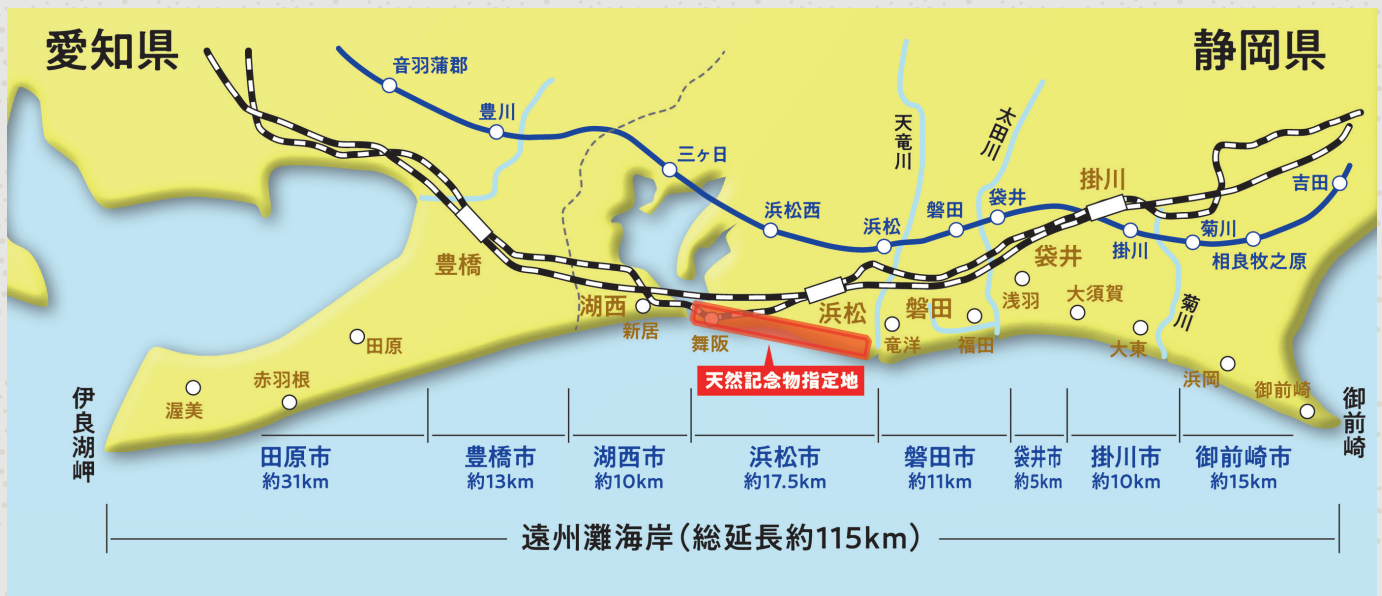 愛知県
静岡県
音羽蒲郡
豊川
三ヶ日
浜松西
浜松
磐田
袋井
掛川
菊川
相良牧之原
吉田
天竜川
太田川
菊川
豊橋
湖西
新居
舞阪
浜松
磐田
袋井
掛川
竜洋
福田
浅羽
大須賀
大東
浜岡
御前崎
田原
赤羽根
渥美
天然記念物指定地
伊良湖岬
御前崎
田原市
約31km
豊橋市
約13km
湖西市
約10km
浜松市
約17.5km
磐田市
約11km
袋井市
約5km
掛川市
約10km
御前崎市
約15km
遠州灘海岸(総延長約115km)